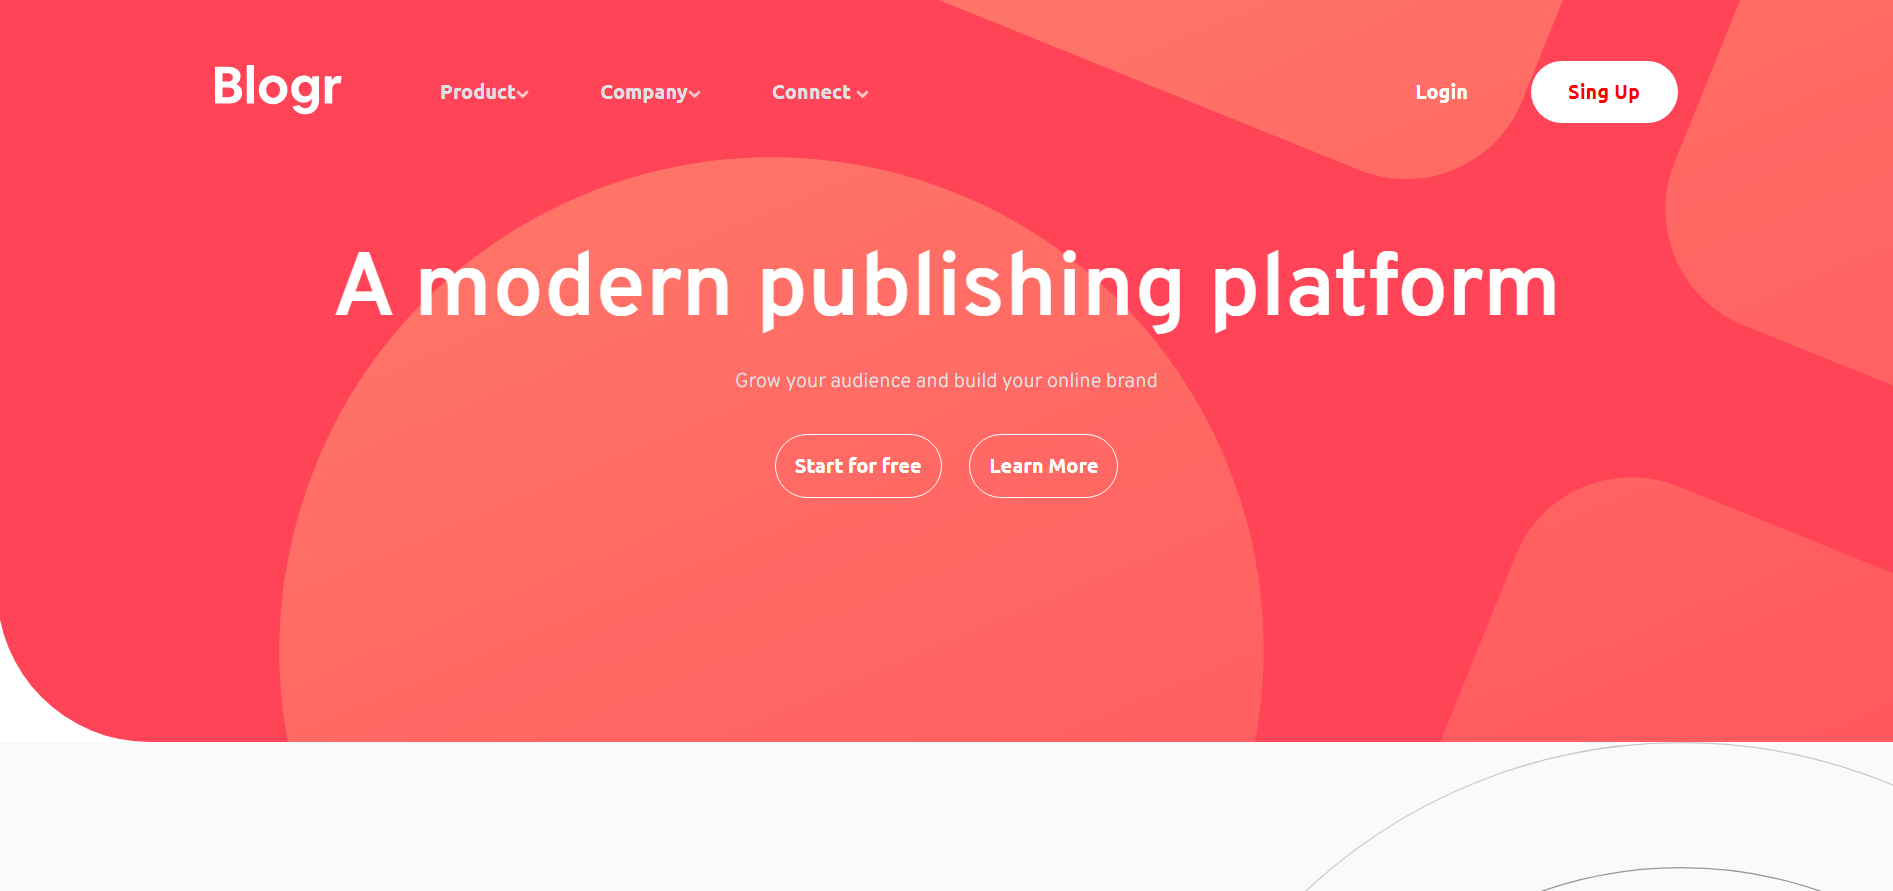 Blogr Product Company Connect Login Sing Up
A modern publishing platform
Grow your audience and build your online brand
Start for free Learn More